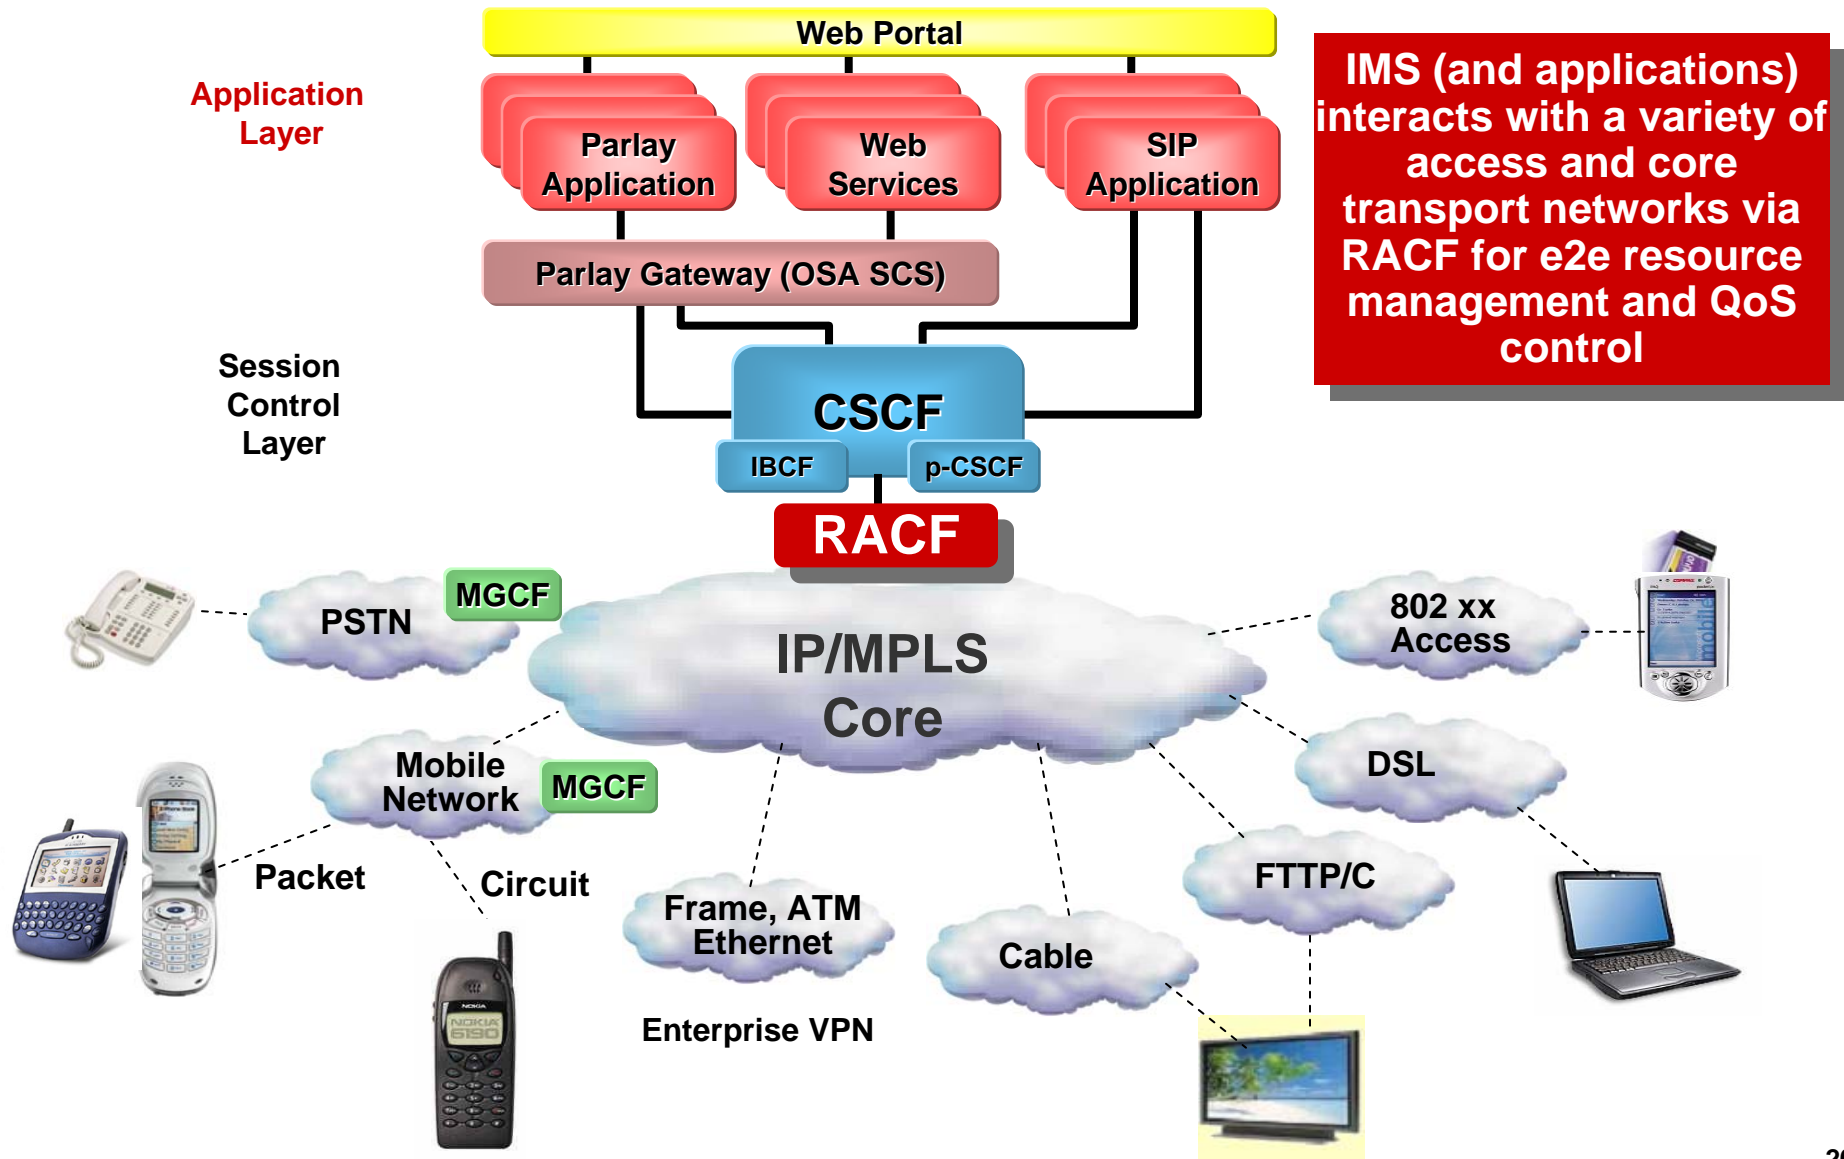 Web Portal
Application
Layer
Parlay
Application
Web
Services
SIP
Application
IMS (and applications)
interacts with a variety of
access and core
transport networks via
RACF for e2e resource
management and QoS
control
Parlay Gateway (OSA SCS)
Session
Control
Layer
CSCF
IBCF
p-CSCF
RACF
PSTN
MGCF
IP/MPLS
Core
802 xx
Access
Mobile
Network
MGCF
DSL
Packet
Circuit
Frame, ATM
Ethernet
Cable
FTTP/C
Enterprise VPN
NOKIA
NOKIA
6190